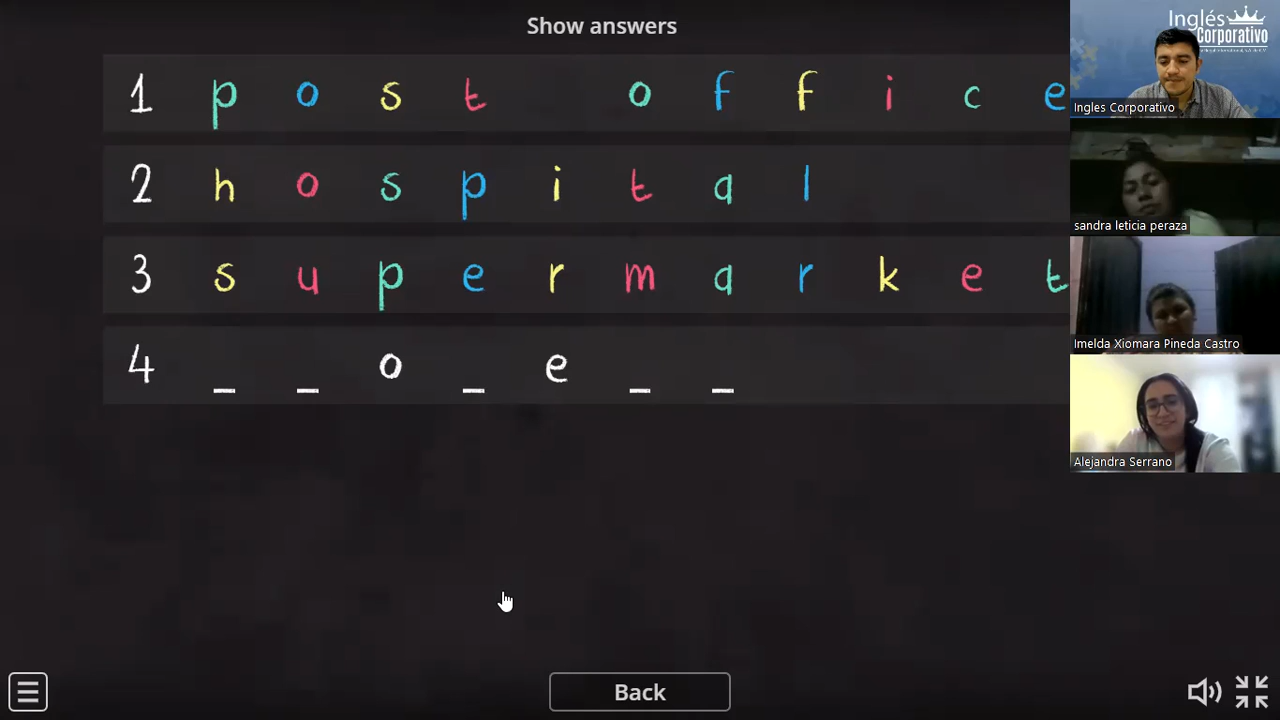 Show answers
1 post office
2 hospital
3 supermarket
4 _ _ o _ e _ _
Back
Inglés
Corporativo
Ingles Corporativo
sandra leticia peraza
Imelda Xiomara Pineda Castro
Alejandra Serrano